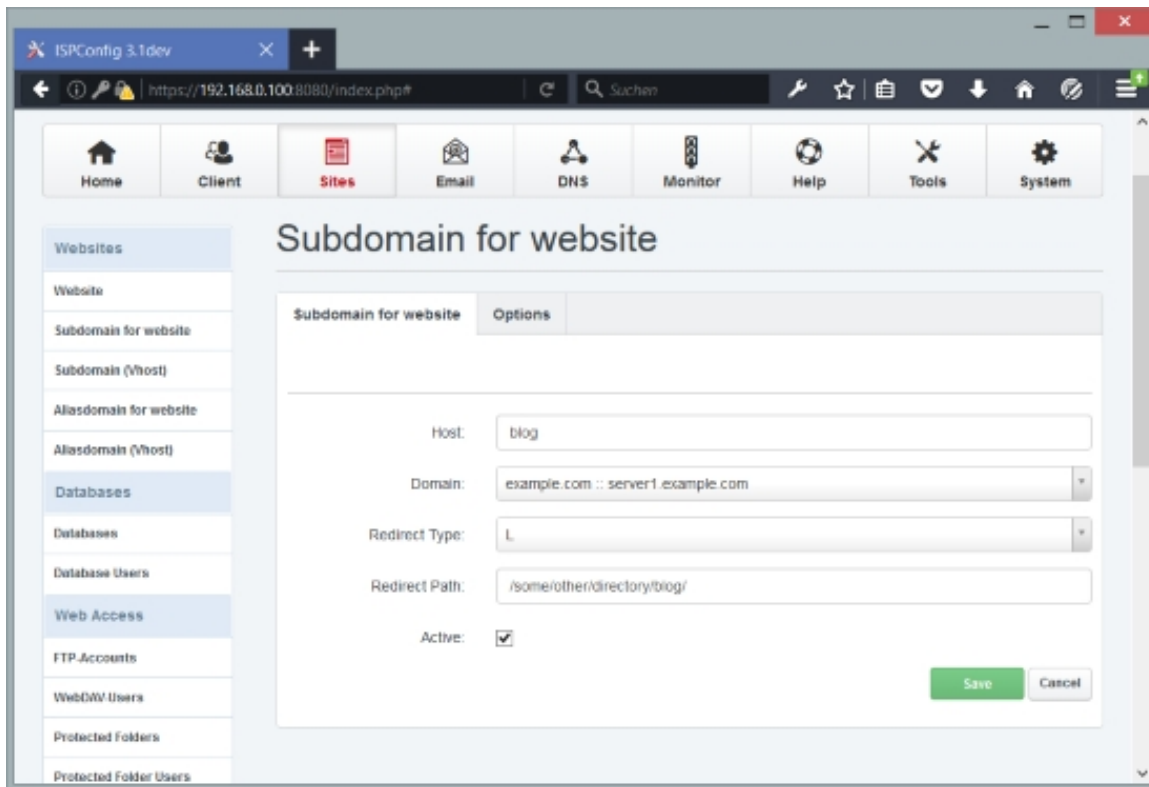 ISPConfig 3.1dev
https://192.168.0.100:8080/index.php#
Suchen
Home Client Sites Email DNS Monitor Help Tools System
Subdomain for website
Websites
Website
Subdomain for website
Subdomain (Vhost)
Aliasdomain for website
Aliasdomain (Vhost)
Databases
Databases
Database Users
Web Access
FTP-Accounts
WebDAV-Users
Protected Folders
Protected Folder Users
Subdomain for website Options
Host: blog
Domain: example.com :: server1.example.com
Redirect Type: L
Redirect Path: /some/other/directory/blog/
Active:
Save Cancel